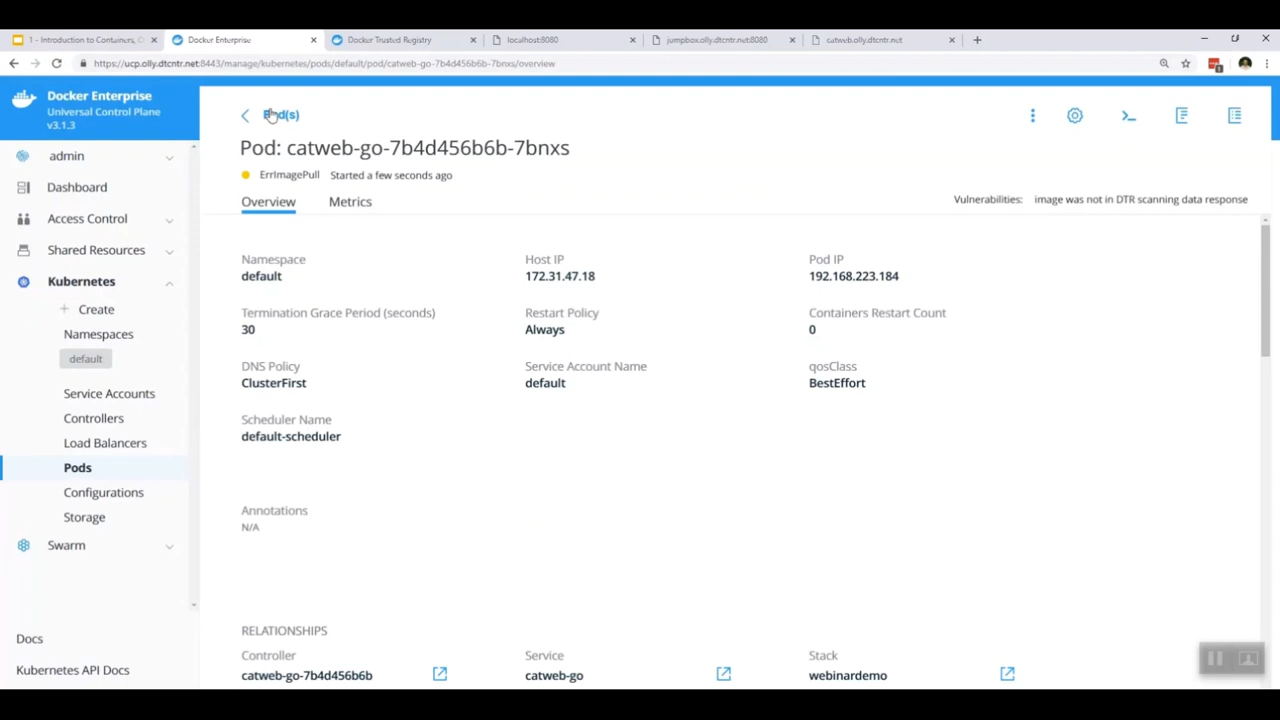 1 - Introduction to Containers, C
Docker Enterprise
Docker Trusted Registry
localhost:8080
jumpbox.olly.dtcntr.net:8080
catweb.olly.dtcntr.net
https://ucp.olly.dtcntr.net:8443/manage/kubernetes/pods/default/pod/catweb-go-7b4d456b6b-7bnxs/overview
Docker Enterprise
Universal Control Plane
v3.1.3
admin
Dashboard
Access Control
Shared Resources
Kubernetes
+ Create
Namespaces
default
Service Accounts
Controllers
Load Balancers
Pods
Configurations
Storage
Swarm
Docs
Kubernetes API Docs
Pod(s)
Pod: catweb-go-7b4d456b6b-7bnxs
ErrImagePull Started a few seconds ago
Overview Metrics
Vulnerabilities: image was not in DTR scanning data response
Namespace Host IP Pod IP
default 172.31.47.18 192.168.223.184
Termination Grace Period (seconds) Restart Policy Containers Restart Count
30 Always 0
DNS Policy Service Account Name qosClass
ClusterFirst default BestEffort
Scheduler Name
default-scheduler
Annotations
N/A
RELATIONSHIPS
Controller Service Stack
catweb-go-7b4d456b6b catweb-go webinardemo